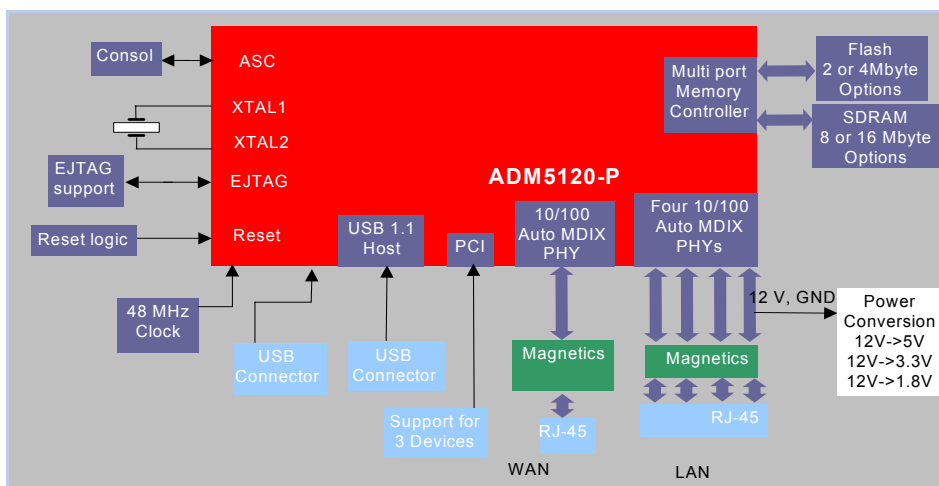 Consol
ASC
XTAL1
XTAL2
EJTAG
support
EJTAG
Reset logic
Reset
48 MHz
Clock
ADM5120-P
Multi port
Memory
Controller
Flash
2 or 4Mbyte
Options
SDRAM
8 or 16 Mbyte
Options
USB 1.1
Host
PCI
10/100
Auto MDIX
PHY
Four 10/100
Auto MDIX
PHYs
12 V, GND
Power
Conversion
12V->5V
12V->3.3V
12V->1.8V
USB
Connector
USB
Connector
Support for
3 Devices
Magnetics
Magnetics
RJ-45
RJ-45
WAN
LAN